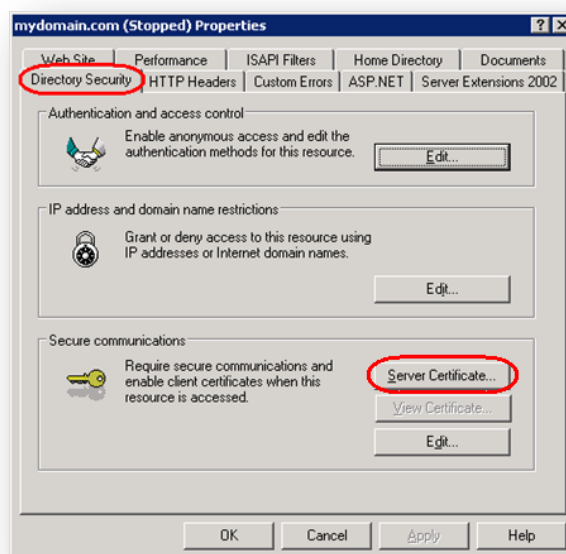 mydomain.com (Stopped) Properties
Web Site Performance ISAPI Filters Home Directory Documents
Directory Security HTTP Headers Custom Errors ASP.NET Server Extensions 2002
Authentication and access control
Enable anonymous access and edit the
authentication methods for this resource.
Edit...
IP address and domain name restrictions
Grant or deny access to this resource using
IP addresses or Internet domain names.
Edit...
Secure communications
Require secure communications and
enable client certificates when this
resource is accessed.
Server Certificate...
View Certificate...
Edit...
OK Cancel Apply Help